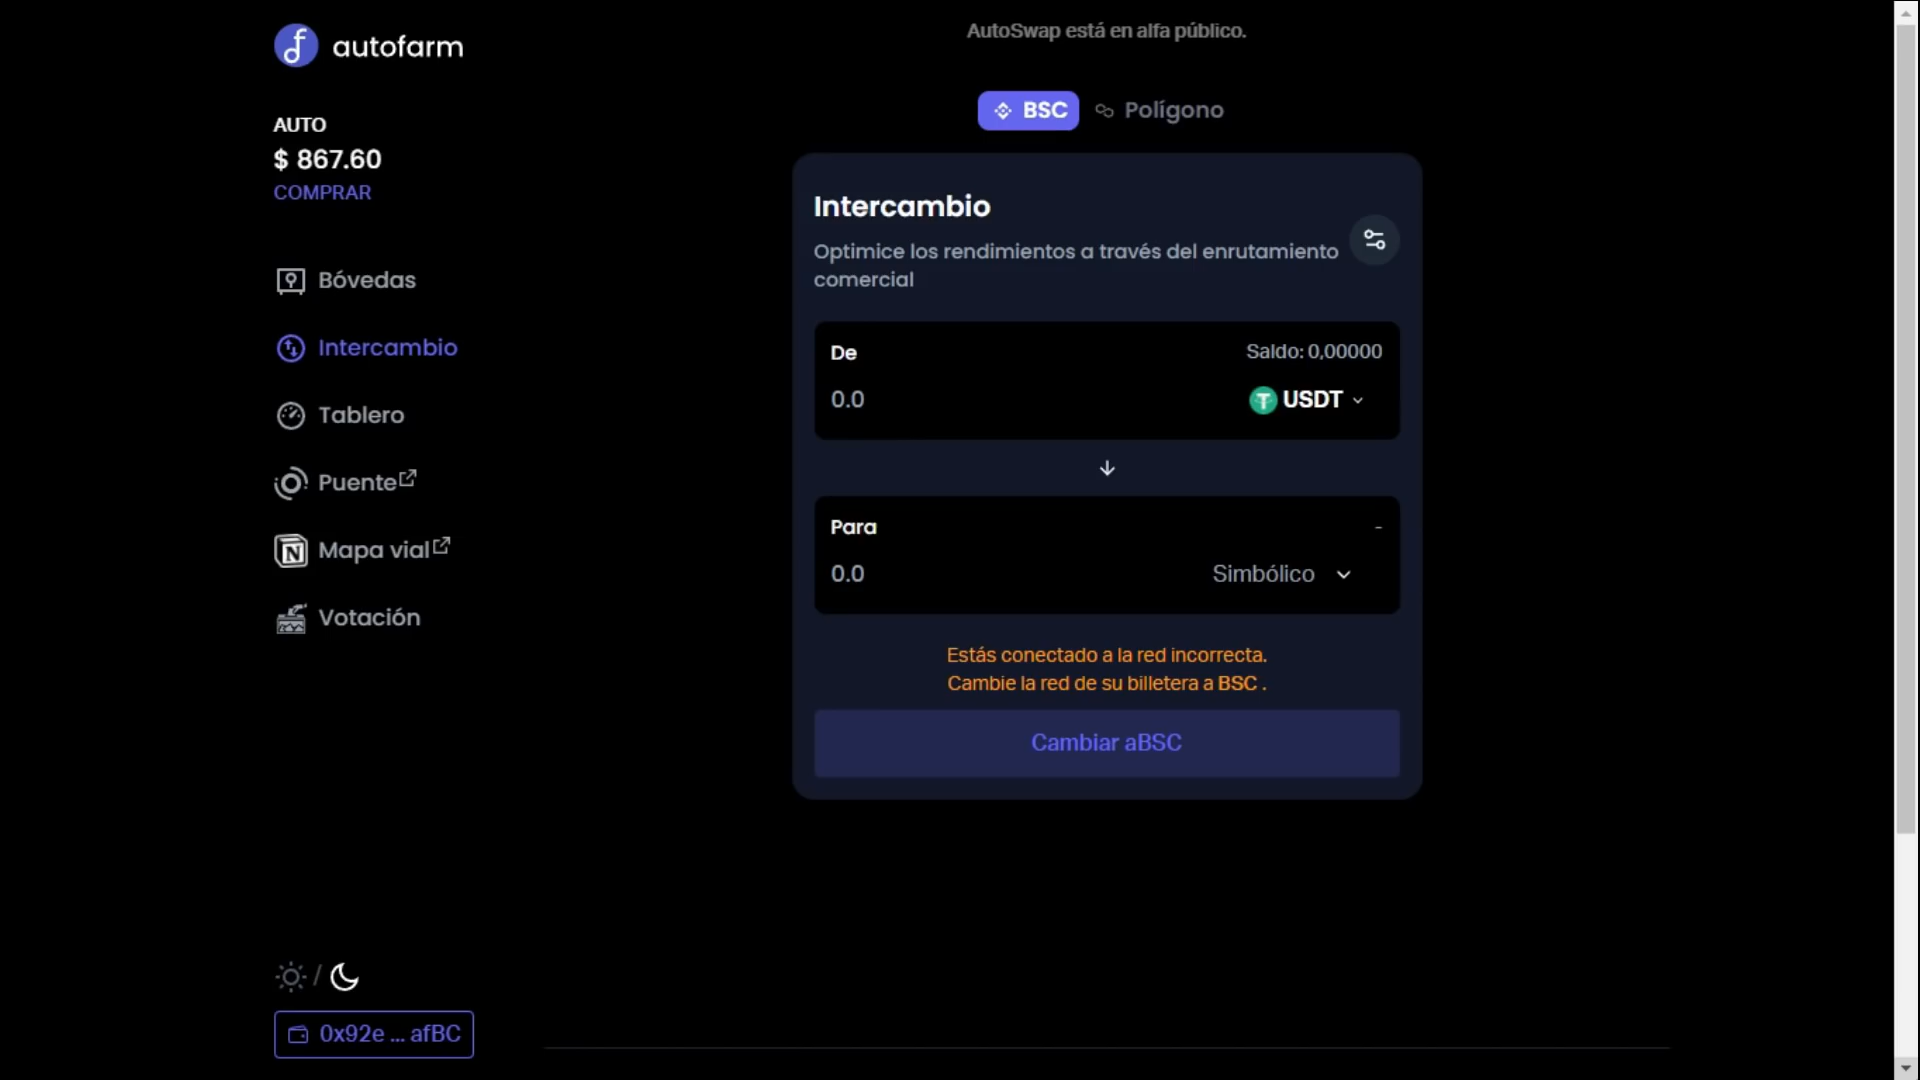 autofarm
AutoSwap está en alfa público.
AUTO
$ 867.60
COMPRAR
BSC
Polígono
Bóvedas
Intercambio
Tablero
Puente
Mapa vial
Votación
Intercambio
Optimice los rendimientos a través del enrutamiento
comercial
De
Saldo: 0,00000
0.0
USDT
Para
-
0.0
Simbólico
Estás conectado a la red incorrecta.
Cambie la red de su billetera a BSC .
Cambiar aBSC
/
0x92e ... afBC